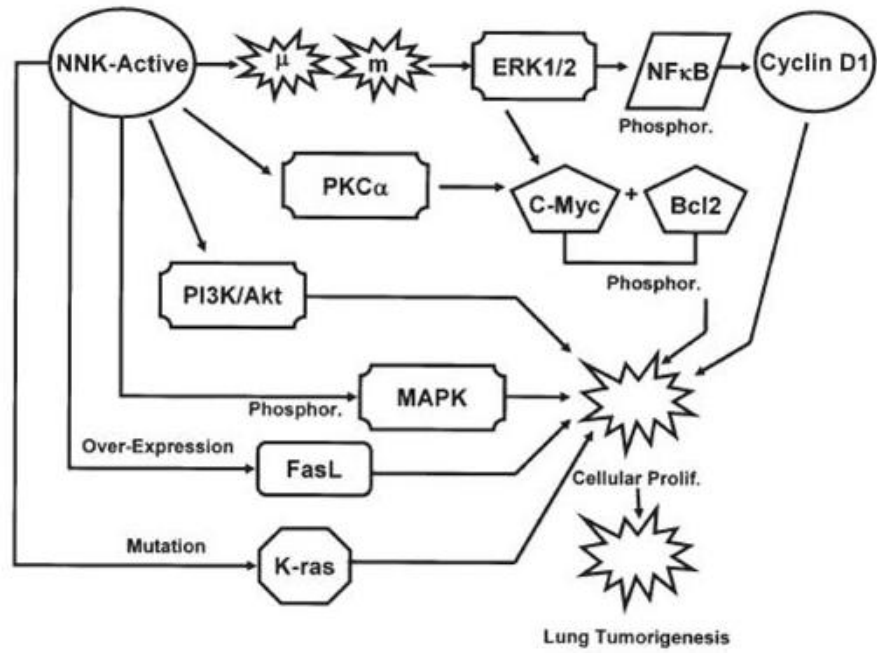 NNK-Active
μ
m
ERK1/2
NFκB
Cyclin D1
Phosphor.
PKCα
C-Myc
+
Bcl2
Phosphor.
PI3K/Akt
MAPK
Phosphor.
Over-Expression
FasL
Cellular Prolif.
Mutation
K-ras
Lung Tumorigenesis